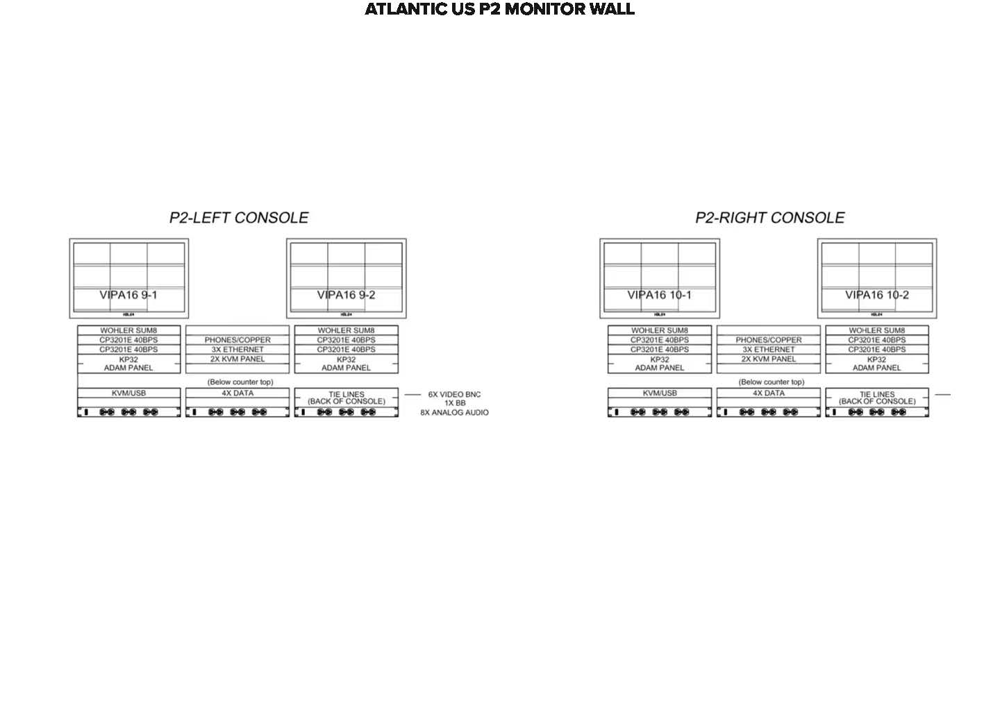 ATLANTIC US P2 MONITOR WALL
P2-LEFT CONSOLE
VIPA16 9-1
VIPA16 9-2
WOHLER SUM8
CP3201E 40BPS
CP3201E 40BPS
KP32
ADAM PANEL
PHONES/COPPER
3X ETHERNET
2X KVM PANEL
WOHLER SUM8
CP3201E 40BPS
CP3201E 40BPS
KP32
ADAM PANEL
(Below counter top)
KVM/USB
4X DATA
TIE LINES
(BACK OF CONSOLE)
6X VIDEO BNC
1X BB
8X ANALOG AUDIO
P2-RIGHT CONSOLE
VIPA16 10-1
VIPA16 10-2
WOHLER SUM8
CP3201E 40BPS
CP3201E 40BPS
KP32
ADAM PANEL
PHONES/COPPER
3X ETHERNET
2X KVM PANEL
WOHLER SUM8
CP3201E 40BPS
CP3201E 40BPS
KP32
ADAM PANEL
(Below counter top)
KVM/USB
4X DATA
TIE LINES
(BACK OF CONSOLE)